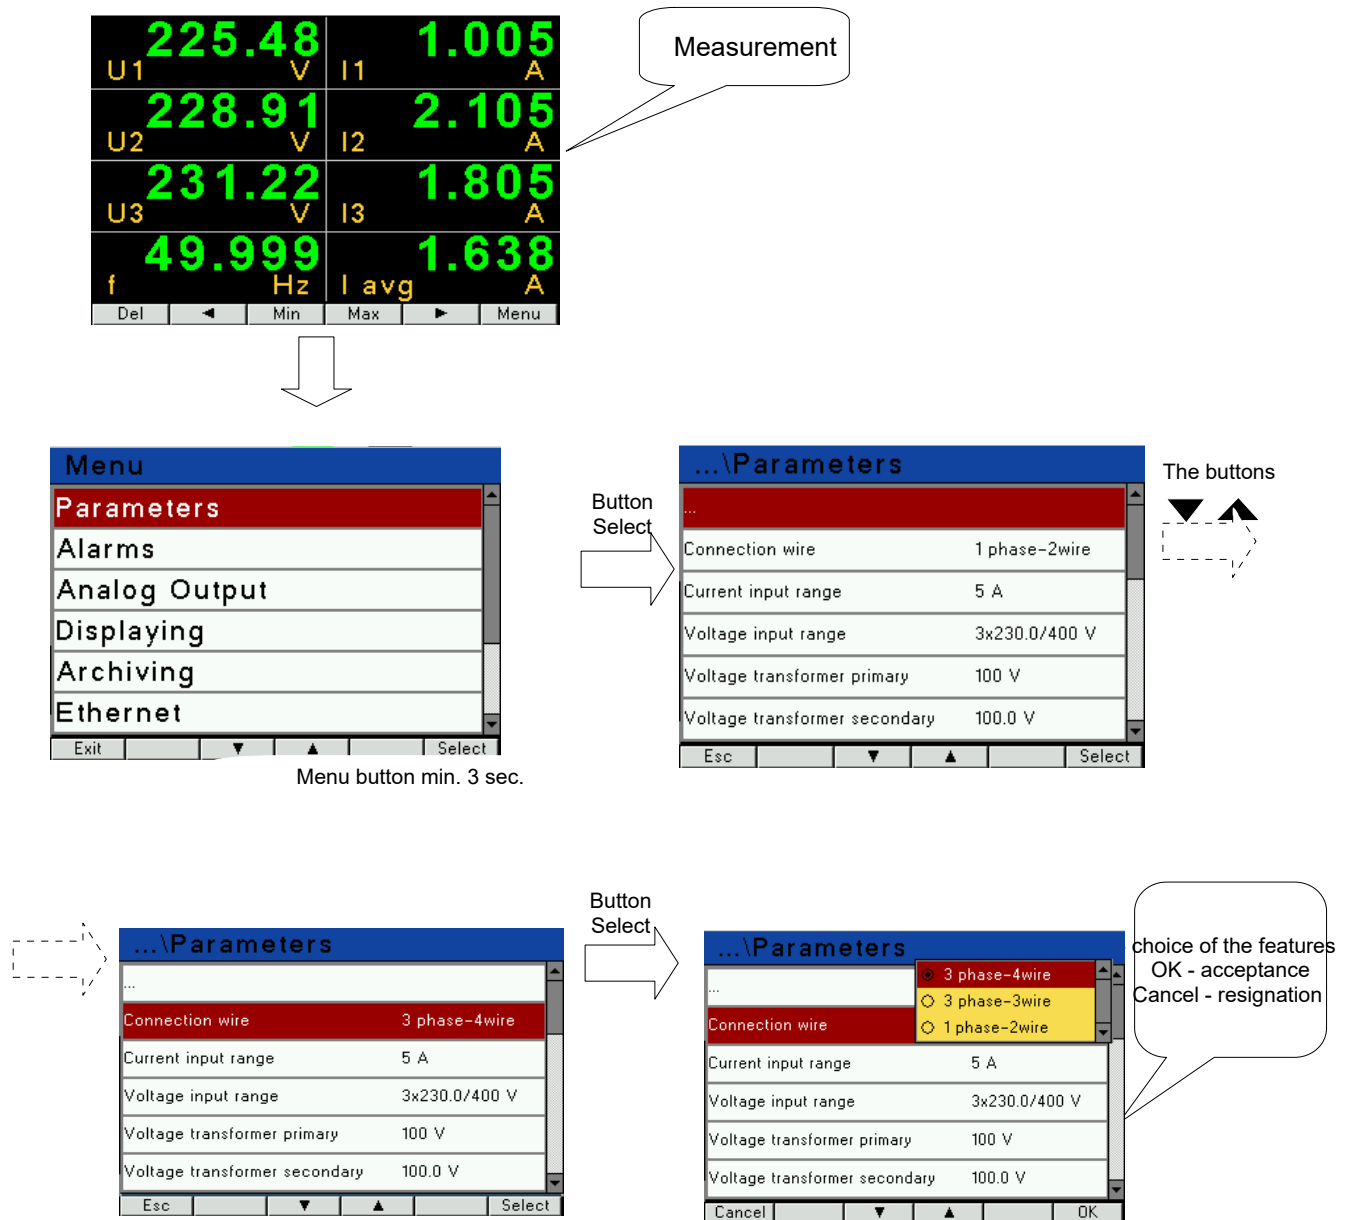 225.48 1.005
U1 V I1 A
228.91 2.105
U2 V I2 A
231.22 1.805
U3 V I3 A
49.999 1.638
f Hz I avg A
Del ◄ Min Max ► Menu
Measurement
Menu
Parameters
Alarms
Analog Output
Displaying
Archiving
Ethernet
Exit ▼ ▲ Select
Menu button min. 3 sec.
Button
Select
...\Parameters
...
Connection wire 1 phase-2wire
Current input range 5 A
Voltage input range 3x230.0/400 V
Voltage transformer primary 100 V
Voltage transformer secondary 100.0 V
Esc ▼ ▲ Select
The buttons
▼ ▲
...\Parameters
...
Connection wire 3 phase-4wire
Current input range 5 A
Voltage input range 3x230.0/400 V
Voltage transformer primary 100 V
Voltage transformer secondary 100.0 V
Esc ▼ ▲ Select
Button
Select
...\Parameters
...
3 phase-4wire
3 phase-3wire
1 phase-2wire
Connection wire
Current input range 5 A
Voltage input range 3x230.0/400 V
Voltage transformer primary 100 V
Voltage transformer secondary 100.0 V
Cancel ▼ ▲ OK
choice of the features
OK - acceptance
Cancel - resignation